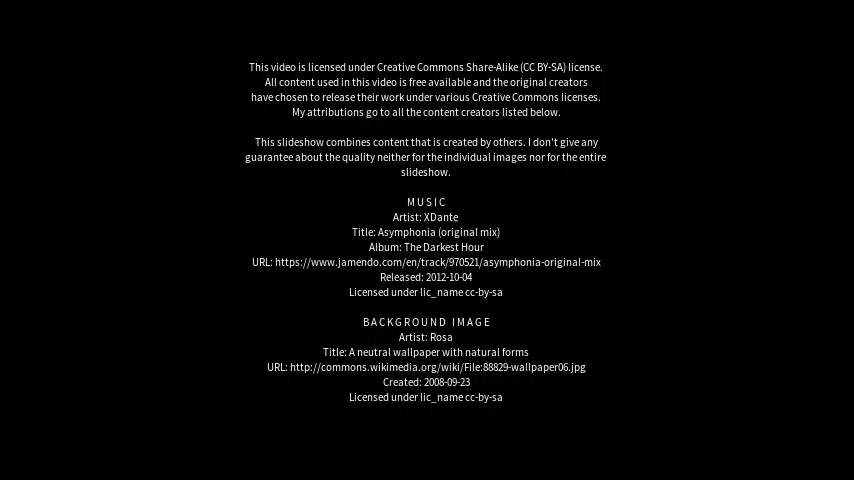 This video is licensed under Creative Commons Share-Alike (CC BY-SA) license.
All content used in this video is free available and the original creators
have chosen to release their work under various Creative Commons licenses.
My attributions go to all the content creators listed below.
This slideshow combines content that is created by others. I don't give any
guarantee about the quality neither for the individual images nor for the entire
slideshow.
MUSIC
Artist: XDante
Title: Asymphonia (original mix)
Album: The Darkest Hour
URL: https://www.jamendo.com/en/track/970521/asymphonia-original-mix
Released: 2012-10-04
Licensed under lic_name cc-by-sa
BACKGROUND IMAGE
Artist: Rosa
Title: A neutral wallpaper with natural forms
URL: http://commons.wikimedia.org/wiki/File:88829-wallpaper06.jpg
Created: 2008-09-23
Licensed under lic_name cc-by-sa